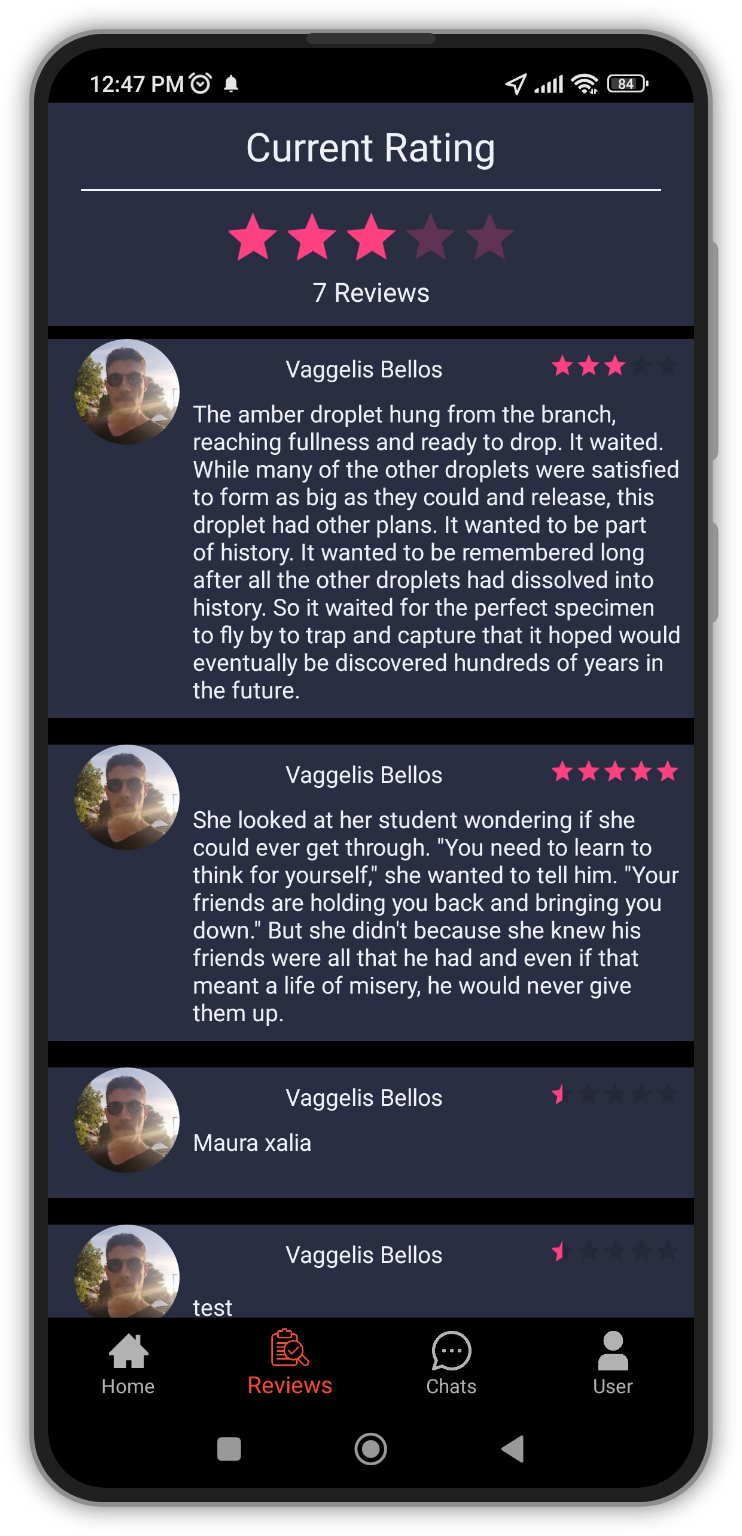 12:47 PM
84
Current Rating
7 Reviews
Vaggelis Bellos
The amber droplet hung from the branch,
reaching fullness and ready to drop. It waited.
While many of the other droplets were satisfied
to form as big as they could and release, this
droplet had other plans. It wanted to be part
of history. It wanted to be remembered long
after all the other droplets had dissolved into
history. So it waited for the perfect specimen
to fly by to trap and capture that it hoped would
eventually be discovered hundreds of years in
the future.
Vaggelis Bellos
She looked at her student wondering if she
could ever get through. "You need to learn to
think for yourself," she wanted to tell him. "Your
friends are holding you back and bringing you
down." But she didn't because she knew his
friends were all that he had and even if that
meant a life of misery, he would never give
them up.
Vaggelis Bellos
Maura xalia
Vaggelis Bellos
test
Home
Reviews
Chats
User